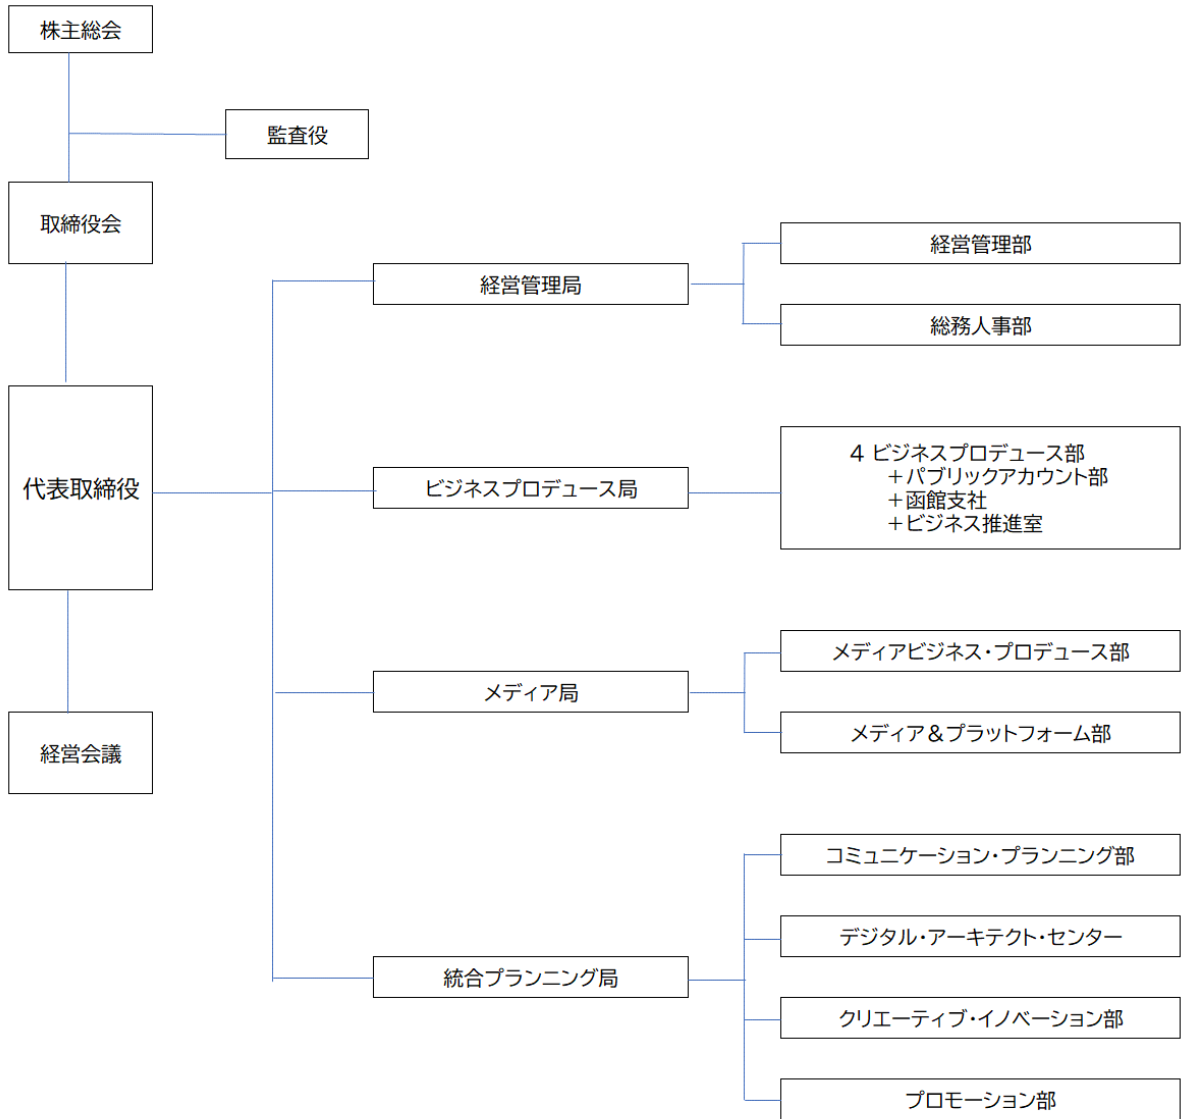 株主総会
監査役
取締役会
代表取締役
経営会議
経営管理局
経営管理部
総務人事部
ビジネスプロデュース局
4 ビジネスプロデュース部
＋パブリックアカウント部
＋函館支社
＋ビジネス推進室
メディア局
メディアビジネス・プロデュース部
メディア＆プラットフォーム部
統合プランニング局
コミュニケーション・プランニング部
デジタル・アーキテクト・センター
クリエーティブ・イノベーション部
プロモーション部